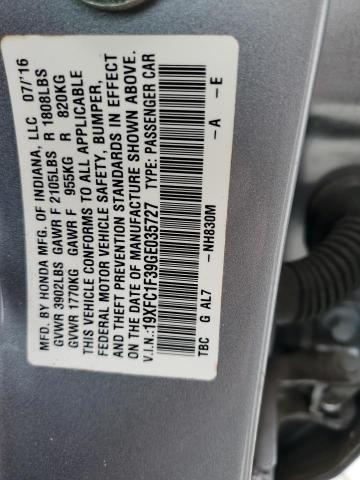 MFD. BY HONDA MFG. OF INDIANA, LLC 07/'16
GVWR 3902LBS GAWR F 2105LBS R 1808LBS
GVWR 1770KG GAWR F 955KG R 820KG
THIS VEHICLE CONFORMS TO ALL APPLICABLE
FEDERAL MOTOR VEHICLE SAFETY, BUMPER,
AND THEFT PREVENTION STANDARDS IN EFFECT
ON THE DATE OF MANUFACTURE SHOWN ABOVE.
V.I.N.:19XFC1F39GE035727 TYPE: PASSENGER CAR
TBC G AL7 -NH830M -A -E